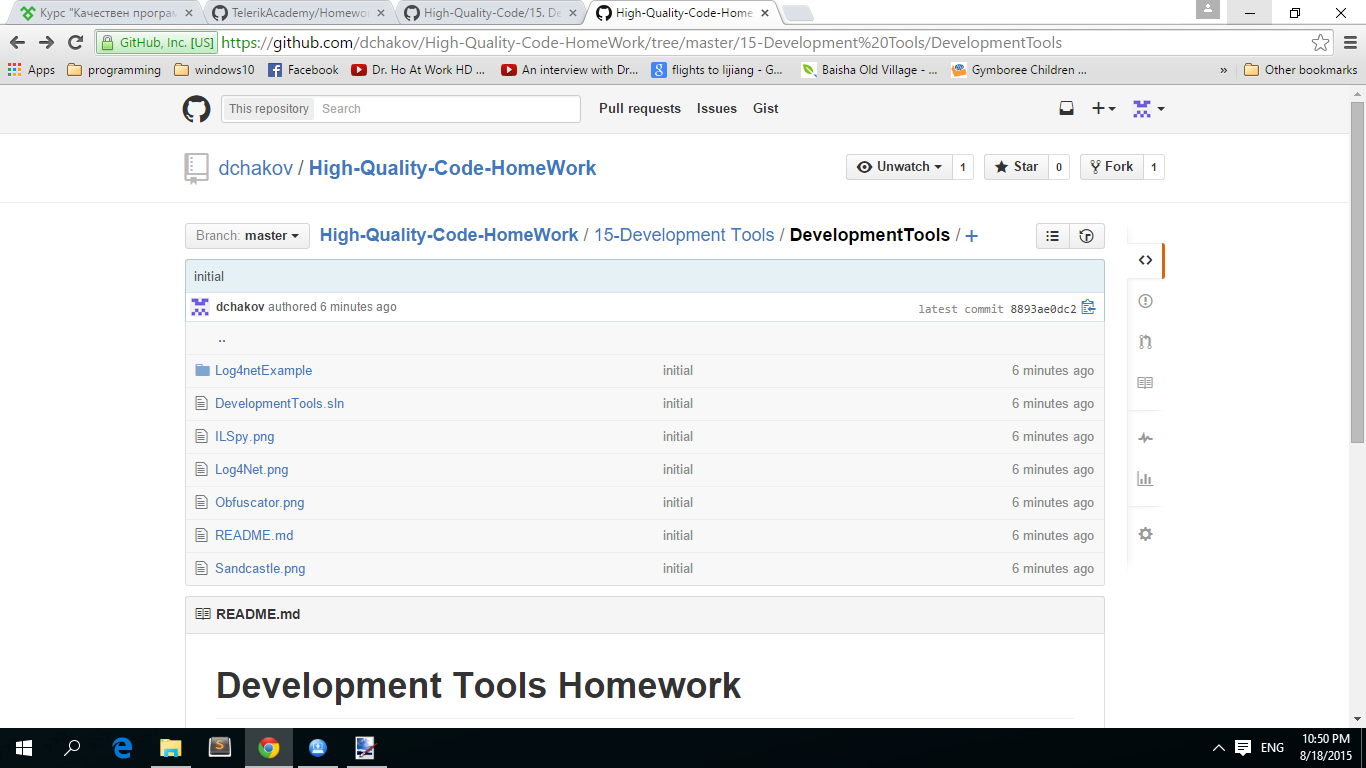 Курс "Качествен програм
TelerikAcademy/Homewor
High-Quality-Code/15. De
High-Quality-Code-Home
GitHub, Inc. [US] https://github.com/dchakov/High-Quality-Code-HomeWork/tree/master/15-Development%20Tools/DevelopmentTools
Apps programming windows10 Facebook Dr. Ho At Work HD ... An interview with Dr... flights to lijiang - G... Baisha Old Village - ... Gymboree Children ... » Other bookmarks
This repository Search Pull requests Issues Gist
dchakov / High-Quality-Code-HomeWork Unwatch 1 Star 0 Fork 1
Branch: master High-Quality-Code-HomeWork / 15-Development Tools / DevelopmentTools / +
initial
dchakov authored 6 minutes ago latest commit 8893ae0dc2
..
Log4netExample initial 6 minutes ago
DevelopmentTools.sln initial 6 minutes ago
ILSpy.png initial 6 minutes ago
Log4Net.png initial 6 minutes ago
Obfuscator.png initial 6 minutes ago
README.md initial 6 minutes ago
Sandcastle.png initial 6 minutes ago
README.md
Development Tools Homework
ENG 10:50 PM
8/18/2015